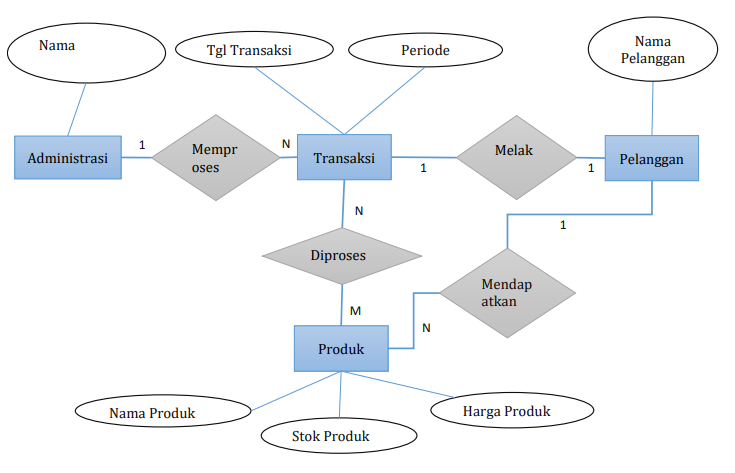 Nama
Tgl Transaksi
Periode
Nama
Pelanggan
Administrasi
1
Mempr
oses
N
Transaksi
1
Melak
1
Pelanggan
N
1
Diproses
Mendap
atkan
M
N
Produk
Nama Produk
Stok Produk
Harga Produk